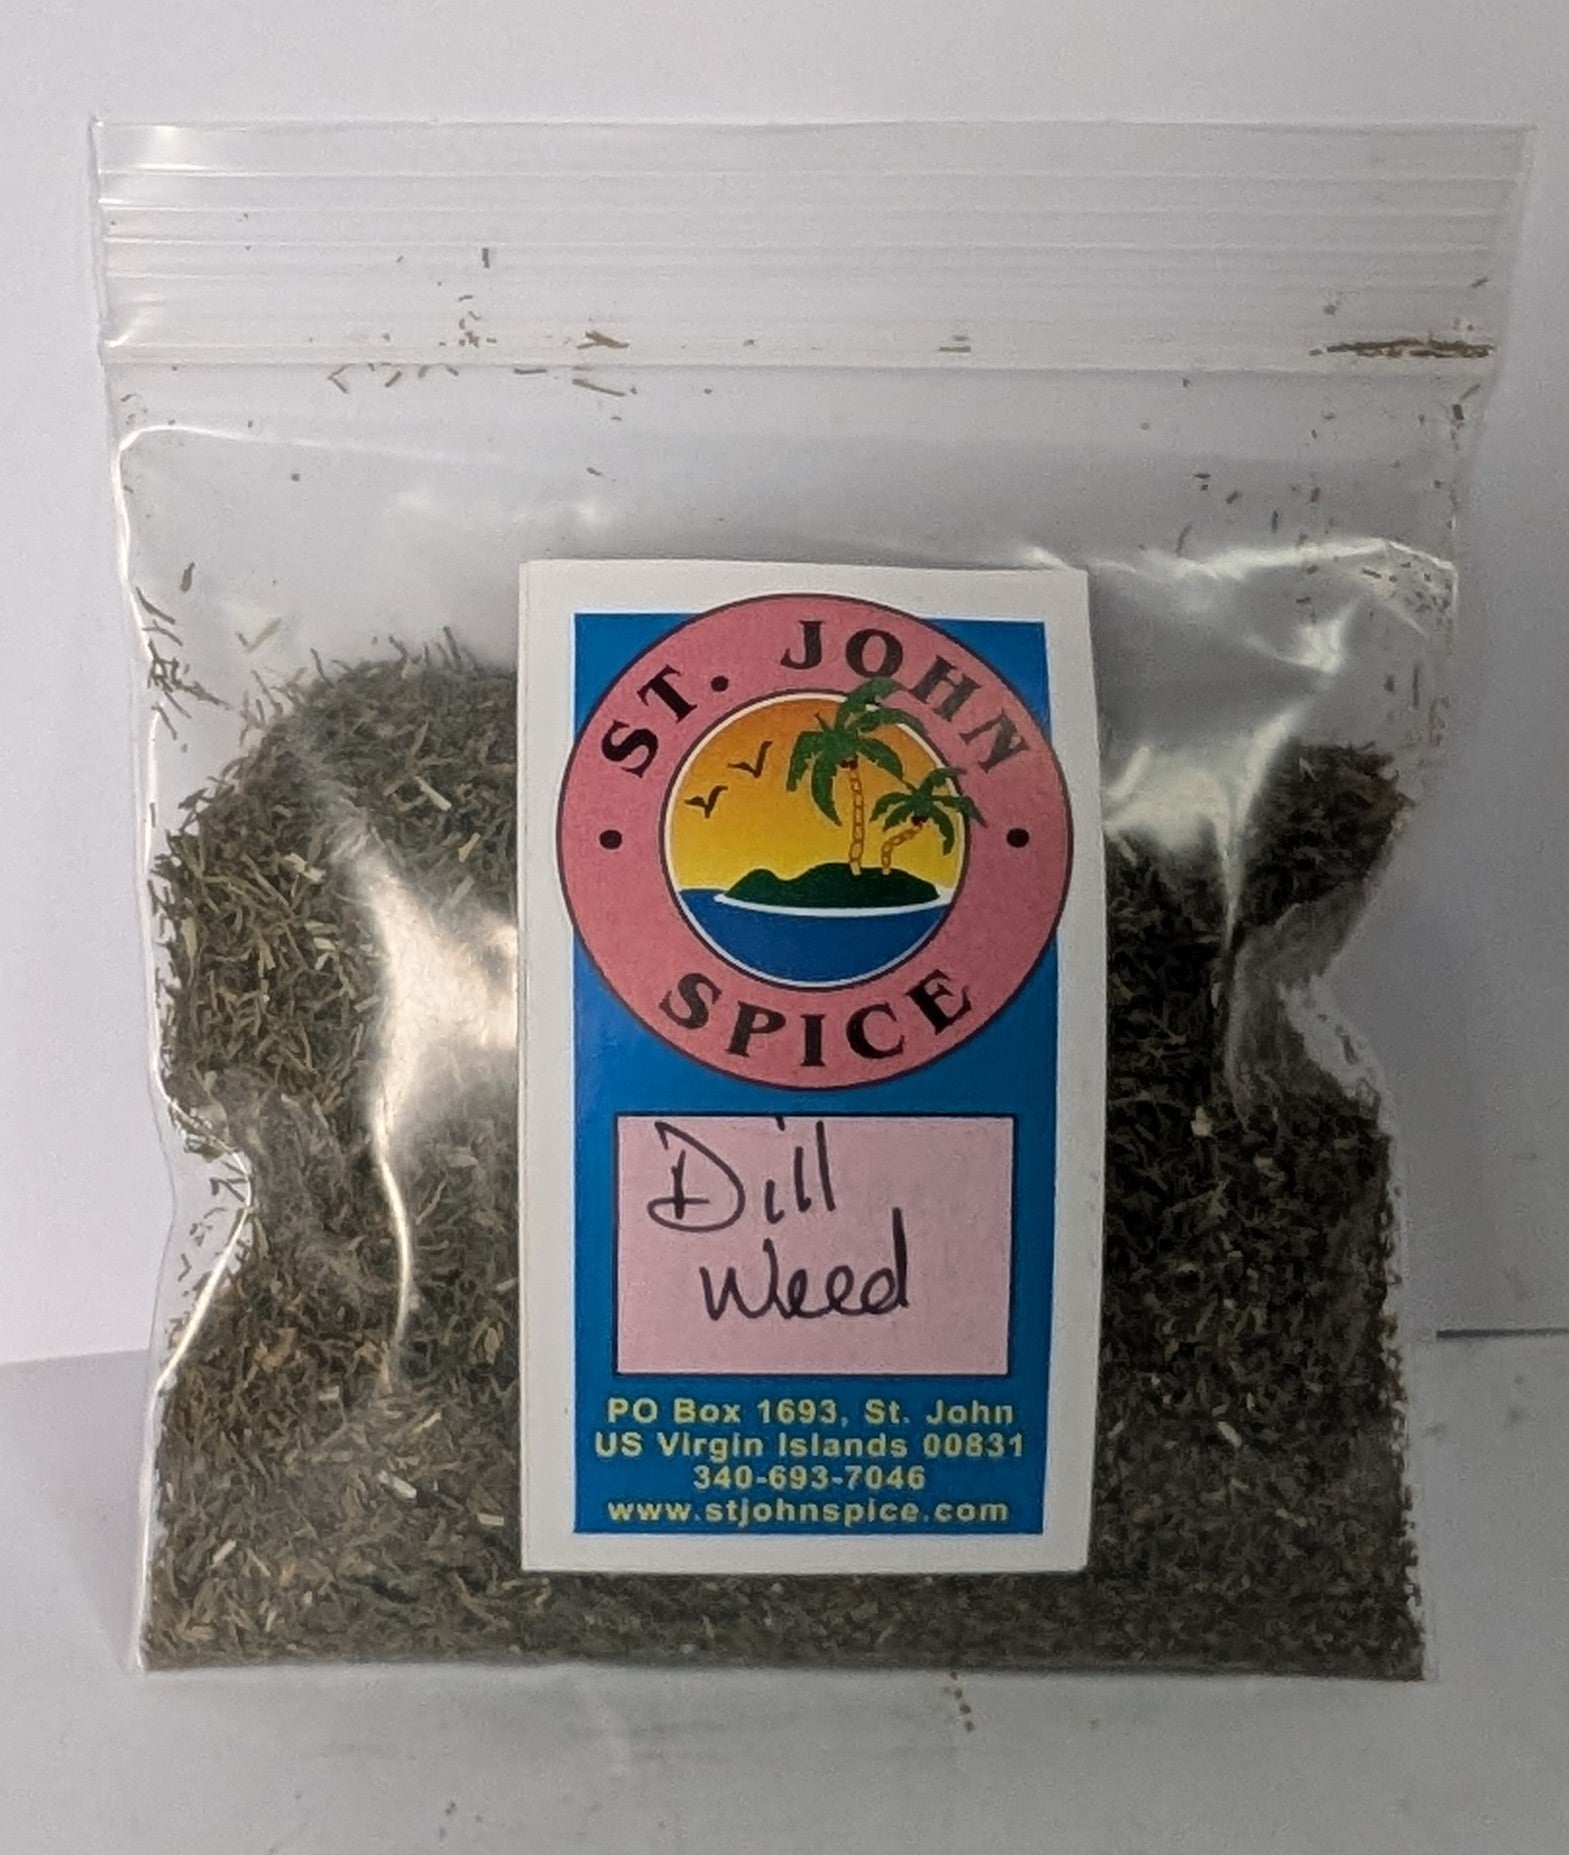 ST. JOHN
SPICE
Dill
Weed
PO Box 1693, St. John
US Virgin Islands 00831
340-693-7046
www.stjohnspice.com